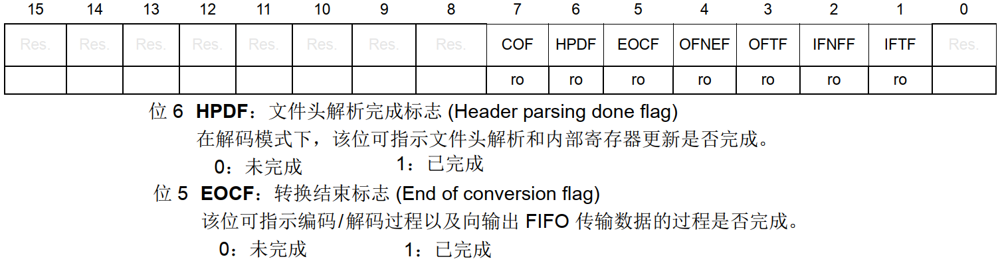 15 14 13 12 11 10 9 8 7 6 5 4 3 2 1 0
Res. Res. Res. Res. Res. Res. Res. Res. COF HPDF EOCF OFNEF OFTF IFNFF IFTF Res.
ro ro ro ro ro ro ro
位 6 HPDF：文件头解析完成标志 (Header parsing done flag)
在解码模式下，该位可指示文件头解析和内部寄存器更新是否完成。
0：未完成 1：已完成
位 5 EOCF：转换结束标志 (End of conversion flag)
该位可指示编码/解码过程以及向输出 FIFO 传输数据的过程是否完成。
0：未完成 1：已完成